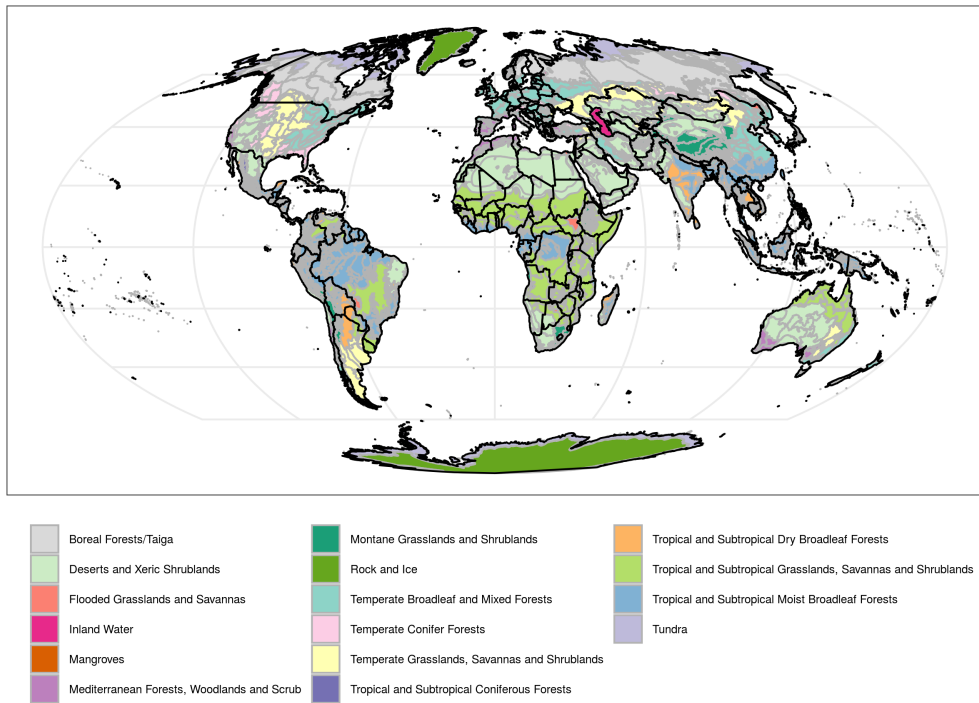 Boreal Forests/Taiga
Deserts and Xeric Shrublands
Flooded Grasslands and Savannas
Inland Water
Mangroves
Mediterranean Forests, Woodlands and Scrub
Montane Grasslands and Shrublands
Rock and Ice
Temperate Broadleaf and Mixed Forests
Temperate Conifer Forests
Temperate Grasslands, Savannas and Shrublands
Tropical and Subtropical Coniferous Forests
Tropical and Subtropical Dry Broadleaf Forests
Tropical and Subtropical Grasslands, Savannas and Shrublands
Tropical and Subtropical Moist Broadleaf Forests
Tundra